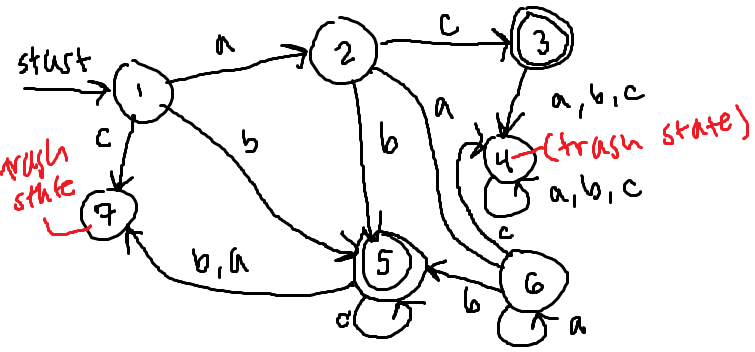 start
a
c
1
2
3
c
b
b
a
a, b, c
trash state
7
4
(trash state)
a, b, c
b, a
5
c
b
6
a